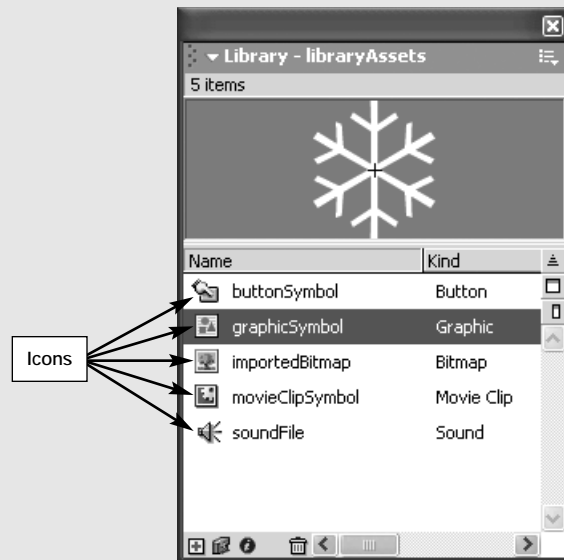 Library - libraryAssets
5 items
Name Kind
buttonSymbol Button
graphicSymbol Graphic
Icons
importedBitmap Bitmap
movieClipSymbol Movie Clip
soundFile Sound